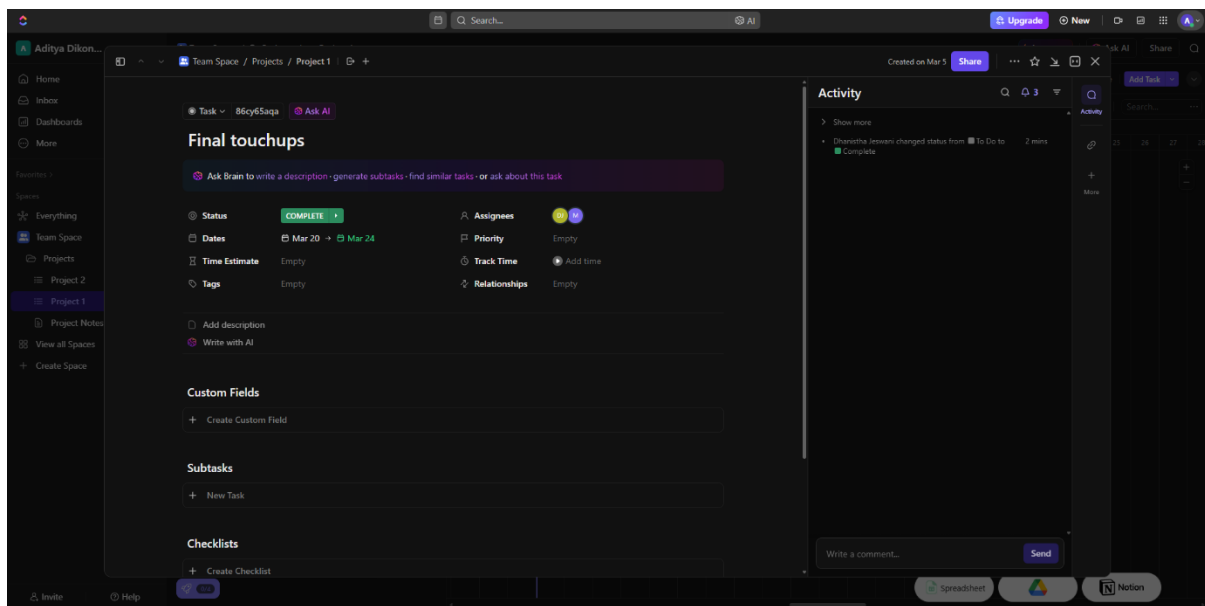 Search...
AI
Upgrade
New
A
A Aditya Dikon...
Ask AI
Share
Home
Inbox
Dashboards
More
Favorites >
Spaces
Everything
Team Space
Projects
Project 2
Project 1
Project Notes
View all Spaces
+ Create Space
Invite
Help
Team Space / Projects / Project 1
Created on Mar 5
Share
Task
86cy65aqa
Ask AI
Final touchups
Ask Brain to write a description · generate subtasks · find similar tasks · or ask about this task
Status
COMPLETE
Assignees
M
Dates
Mar 20 → Mar 24
Priority
Empty
Time Estimate
Empty
Track Time
Add time
Tags
Empty
Relationships
Empty
Add description
Write with AI
Custom Fields
+ Create Custom Field
Subtasks
+ New Task
Checklists
+ Create Checklist
Activity
3
Show more
Dhanistha Jeswani changed status from To Do to
Complete
2 mins
Write a comment...
Send
Activity
More
Add Task
Search...
25 26 27 28
Spreadsheet
Notion